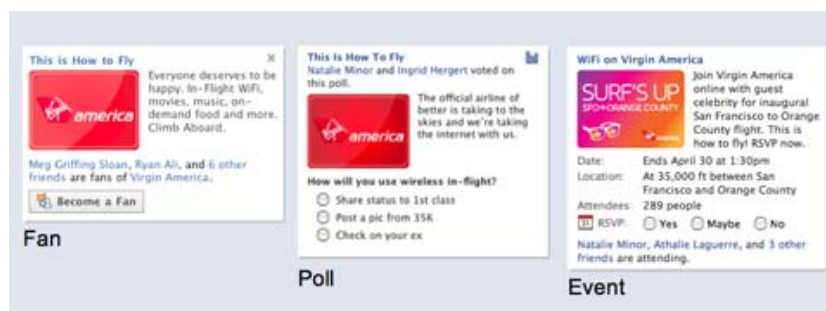 This is How to Fly
Everyone deserves to be
happy. In-Flight WiFi,
movies, music, on-
demand food and more.
Climb Aboard.
america
Meg Griffing Sloan, Ryan Ali, and 6 other
friends are fans of Virgin America.
Become a Fan
Fan
This Is How To Fly
Natalie Minor and Ingrid Hergert voted on
this poll.
The official airline of
better is taking to the
skies and we're taking
the internet with us.
america
How will you use wireless in-flight?
Share status to 1st class
Post a pic from 35K
Check on your ex
Poll
WiFi on Virgin America
SURF'S UP
SFO+ORANGE COUNTY
Join Virgin America
online with guest
celebrity for inaugural
San Francisco to Orange
County flight. This is
how to fly! RSVP now.
Date: Ends April 30 at 1:30pm
Location: At 35,000 ft between San
Francisco and Orange County
Attendees: 289 people
RSVP: Yes Maybe No
Natalie Minor, Athalie Laguerre, and 3 other
friends are attending.
Event